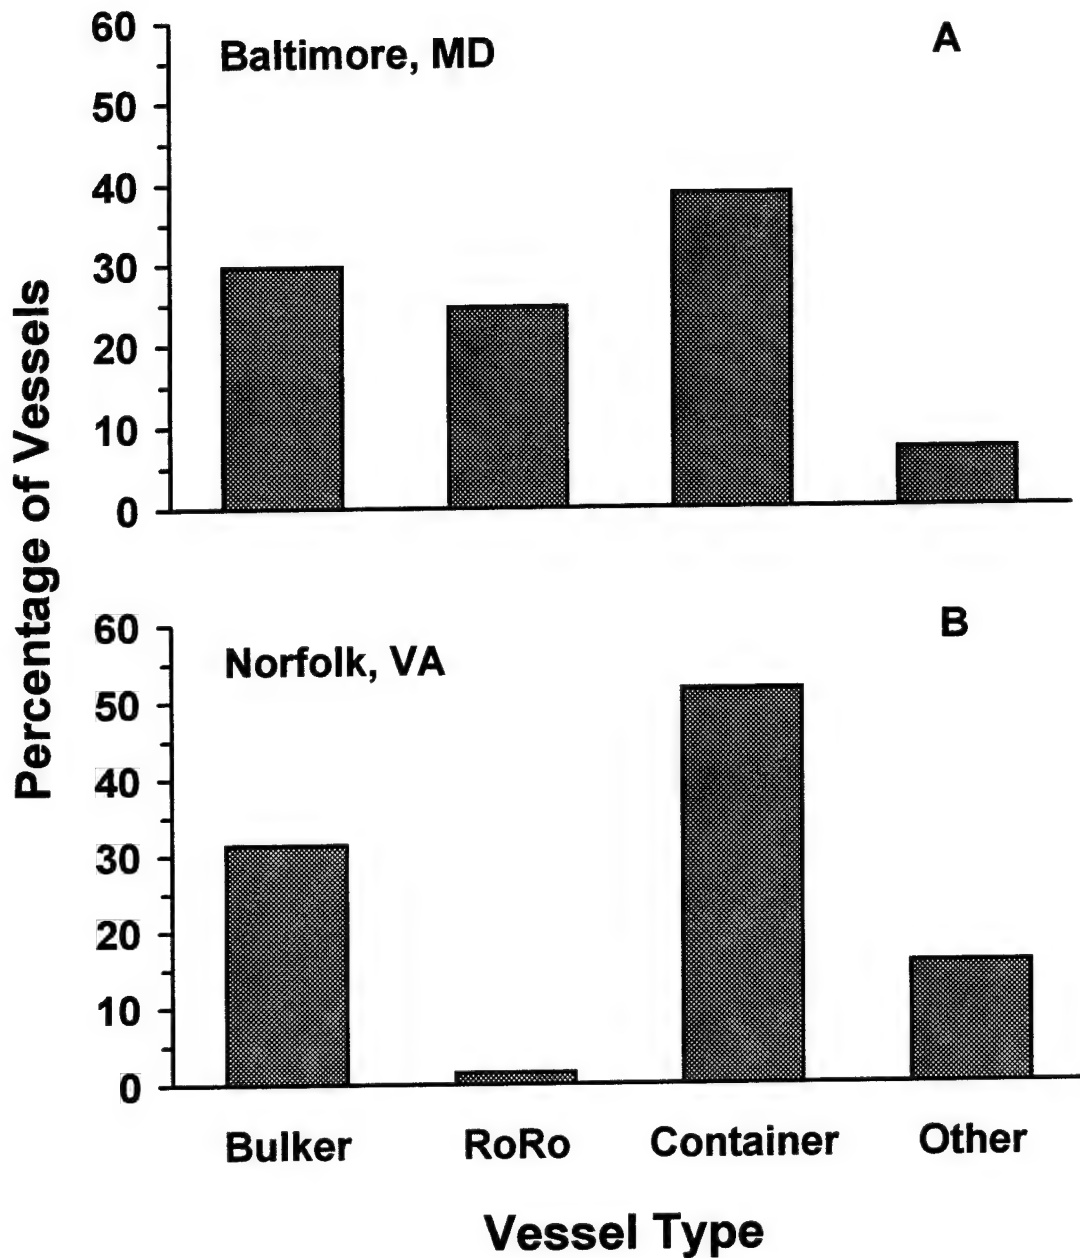 60
Baltimore, MD
A
50
40
30
20
10
0
Percentage of Vessels
60
Norfolk, VA
B
50
40
30
20
10
0
Bulker RoRo Container Other
Vessel Type